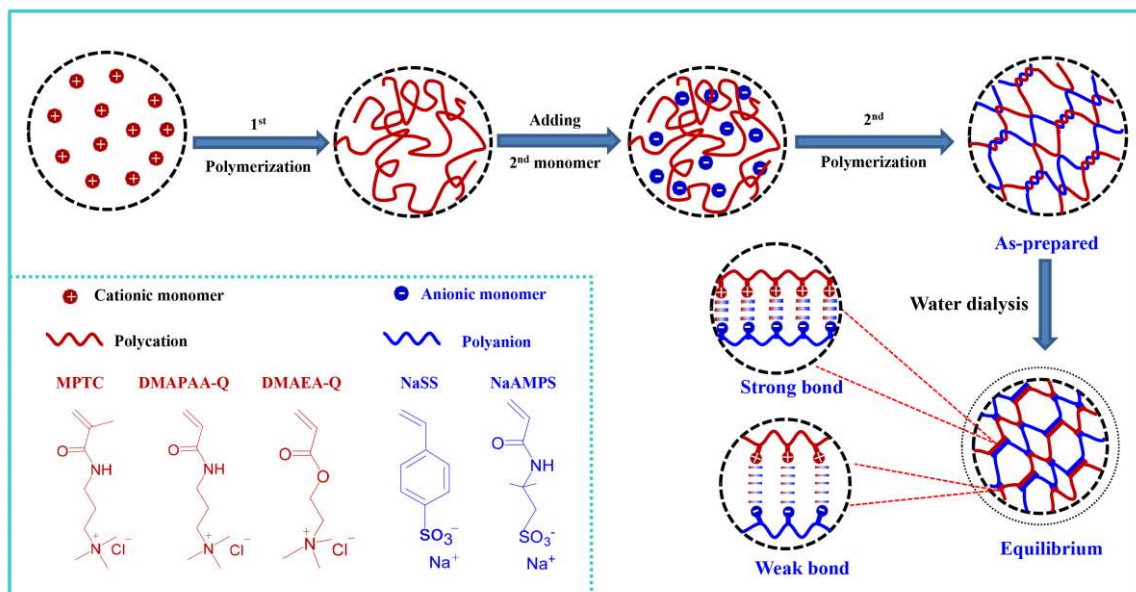 1st
Polymerization
Adding
2nd monomer
2nd
Polymerization
As-prepared
Water dialysis
Strong bond
Weak bond
Equilibrium
Cationic monomer
Anionic monomer
Polycation
Polyanion
MPTC
DMAPAA-Q
DMAEA-Q
NaSS
NaAMPS
O
NH
N+
Cl−
O
NH
N+
Cl−
O
O
N+
Cl−
SO3−
Na+
O
NH
SO3-
Na+